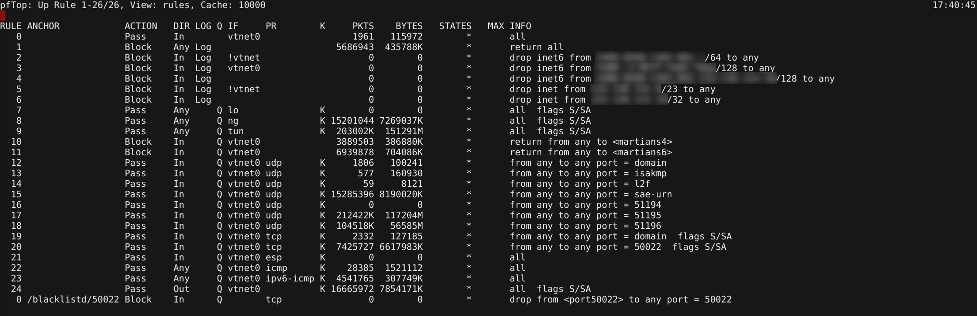 pfTop: Up Rule 1-26/26, View: rules, Cache: 10000 17:40:45
RULE ANCHOR ACTION DIR LOG Q IF PR K PKTS BYTES STATES MAX INFO
0 Pass In vtnet0 1961 115972 * all
1 Block Any Log 5686943 435788K * return all
2 Block In Log !vtnet 0 0 * drop inet6 from /64 to any
3 Block In Log vtnet0 0 0 * drop inet6 from /128 to any
4 Block In Log 0 0 * drop inet6 from /128 to any
5 Block In Log !vtnet 0 0 * drop inet from /23 to any
6 Block In Log 0 0 * drop inet from /32 to any
7 Pass Any Q lo K 0 0 * all flags S/SA
8 Pass Any Q ng K 15201044 7269037K * all flags S/SA
9 Pass Any Q tun K 203002K 151291M * all flags S/SA
10 Block In Q vtnet0 3889503 386880K * return from any to <martians4>
11 Block In Q vtnet0 6939878 704086K * return from any to <martians6>
12 Pass In Q vtnet0 udp K 1806 100241 * from any to any port = domain
13 Pass In Q vtnet0 udp K 577 160930 * from any to any port = isakmp
14 Pass In Q vtnet0 udp K 59 8121 * from any to any port = l2f
15 Pass In Q vtnet0 udp K 15285396 8190020K * from any to any port = sae-urn
16 Pass In Q vtnet0 udp K 0 0 * from any to any port = 51194
17 Pass In Q vtnet0 udp K 212422K 117204M * from any to any port = 51195
18 Pass In Q vtnet0 udp K 104518K 56585M * from any to any port = 51196
19 Pass In Q vtnet0 tcp K 2332 127185 * from any to any port = domain flags S/SA
20 Pass In Q vtnet0 tcp K 7425727 6617983K * from any to any port = 50022 flags S/SA
21 Pass In Q vtnet0 esp K 0 0 * all
22 Pass Any Q vtnet0 icmp K 28385 1521112 * all
23 Pass Any Q vtnet0 ipv6-icmp K 4541765 307749K * all
24 Pass Out Q vtnet0 K 16665972 7854171K * all flags S/SA
0 /blacklistd/50022 Block In Q tcp 0 0 * drop from <port50022> to any port = 50022